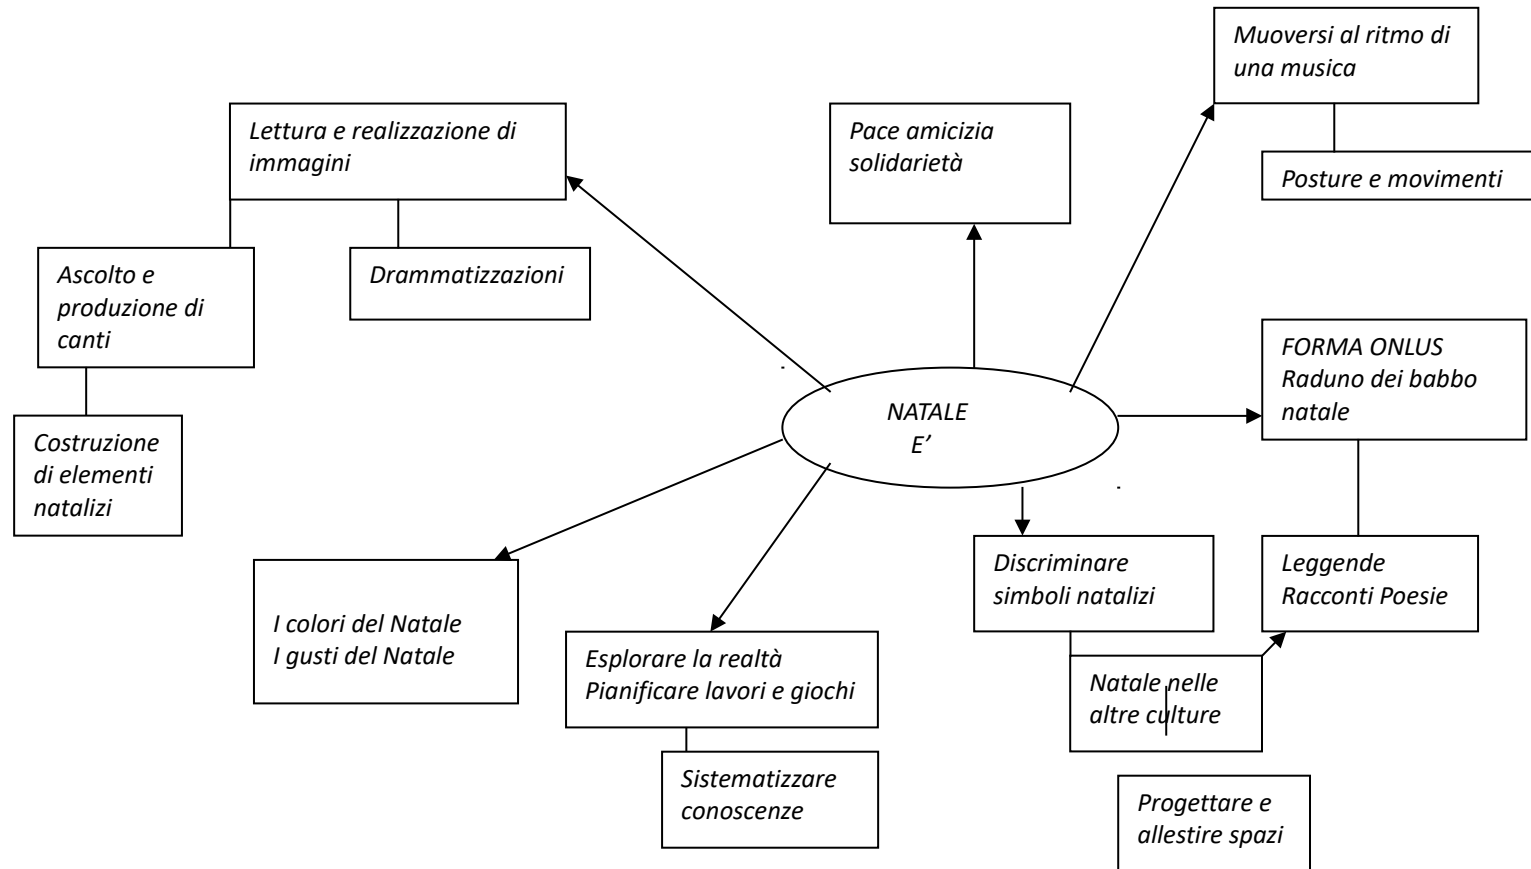 Muoversi al ritmo di
una musica
Lettura e realizzazione di
immagini
Pace amicizia
solidarietà
Posture e movimenti
Ascolto e
produzione di
canti
Drammatizzazioni
FORMA ONLUS
Raduno dei babbo
natale
NATALE
E’
Costruzione
di elementi
natalizi
Discriminare
simboli natalizi
Leggende
Racconti Poesie
I colori del Natale
I gusti del Natale
Esplorare la realtà
Pianificare lavori e giochi
Natale nelle
altre culture
Sistematizzare
conoscenze
Progettare e
allestire spazi